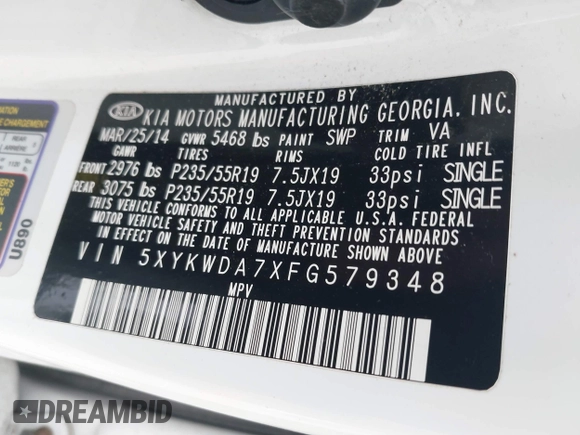 MANUFACTURED BY
KIA KIA MOTORS MANUFACTURING GEORGIA, INC.
MAR/25/14 GVWR 5468 lbs PAINT SWP TRIM VA
GAWR TIRES RIMS COLD TIRE INFL
FRONT 2976 lbs P235/55R19 7.5JX19 33psi SINGLE
REAR 3075 lbs P235/55R19 7.5JX19 33psi SINGLE
THIS VEHICLE CONFORMS TO ALL APPLICABLE U.S.A. FEDERAL
MOTOR VEHICLE SAFETY AND THEFT PREVENTION STANDARDS
IN EFFECT ON THE DATE OF MANUFACTURE SHOWN ABOVE.
VIN 5XYKWDA7XFG579348
MPV
U890
DREAMBID